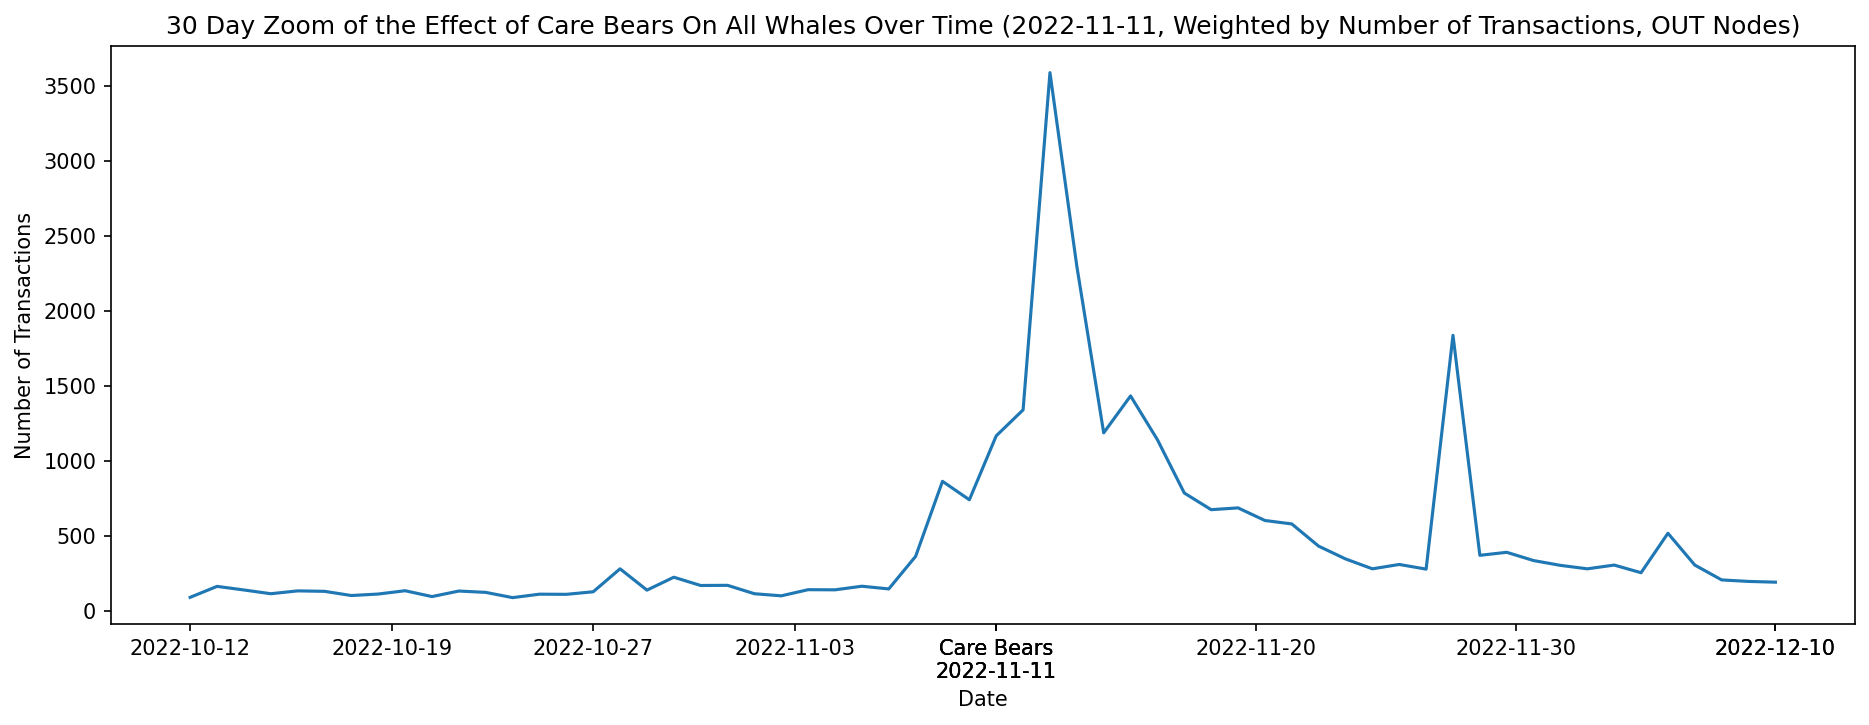 30 Day Zoom of the Effect of Care Bears On All Whales Over Time (2022-11-11, Weighted by Number of Transactions, OUT Nodes)
Number of Transactions
3500
3000
2500
2000
1500
1000
500
0
2022-10-12 2022-10-19 2022-10-27 2022-11-03 Care Bears 2022-11-20 2022-11-30 2022-12-10
2022-11-11
Date